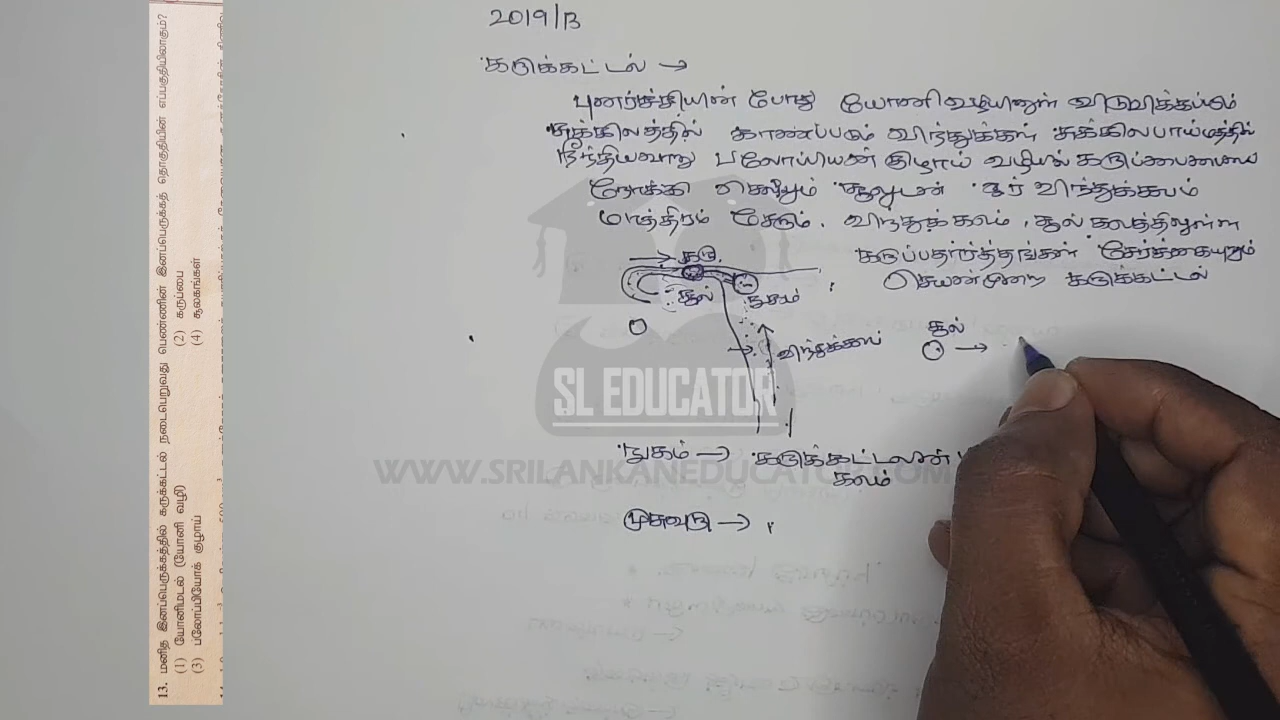 13. மனித இனப்பெருக்கத்தில் கருக்கட்டல் நடைபெறுவது பெண்ணின் இனப்பெருக்கத் தொகுதியின் எப்பகுதியிலாகும்?
(1) யோனிமடல் (யோனி வழி) (2) கருப்பை
(3) பலோப்பியோக் குழாய் (4) சூலகங்கள்
2019/B
கருக்கட்டல் →
புணர்ச்சியின் போது யோனி வழியினுள் விடுவிக்கப்படும்
சுக்கிலத்தில் காணப்படும் விந்துக்கள் சுக்கிலபாய்மத்தில்
நீந்தியவாறு பலோப்பியன் குழாய் வழியில்
நோக்கி செல்லும் சூலுடன் ஓர் விந்துக்கலம்
மாத்திரம் சேரும். விந்துக் கலம், சூல் கலத்திலுள்ள
கருப்பதார்த்தங்கள் சேர்க்கையுறும்
செயன்முறை கருக்கட்டல்
கரு.
சூல்
நுகம்
விந்துக்கலம்
சூல்
நுகம் → கருக்கட்டலின்
கலம்
முசுவுரு →
SL EDUCATOR
WWW.SRILANKANEDUCATOR.COM